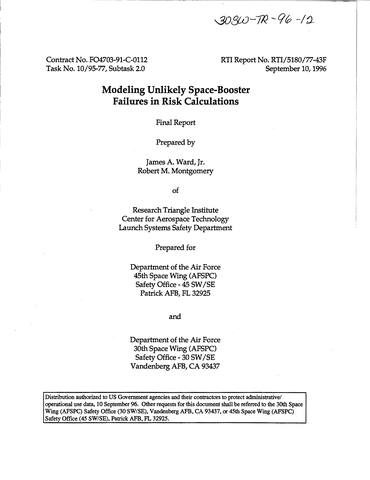 30SW-TR-96-12
Contract No. FO4703-91-C-0112
RTI Report No. RTI/5180/77-43F
Task No. 10/95-77, Subtask 2.0
September 10, 1996
Modeling Unlikely Space-Booster
Failures in Risk Calculations
Final Report
Prepared by
James A. Ward, Jr.
Robert M. Montgomery
of
Research Triangle Institute
Center for Aerospace Technology
Launch Systems Safety Department
Prepared for
Department of the Air Force
45th Space Wing (AFSPC)
Safety Office - 45 SW/SE
Patrick AFB, FL 32925
and
Department of the Air Force
30th Space Wing (AFSPC)
Safety Office - 30 SW/SE
Vandenberg AFB, CA 93437
Distribution authorized to US Government agencies and their contractors to protect administrative/
operational use data, 10 September 96. Other requests for this document shall be referred to the 30th Space
Wing (AFSPC) Safety Office (30 SW/SE), Vandenberg AFB, CA 93437, or 45th Space Wing (AFSPC)
Safety Office (45 SW/SE), Patrick AFB, FL 32925.